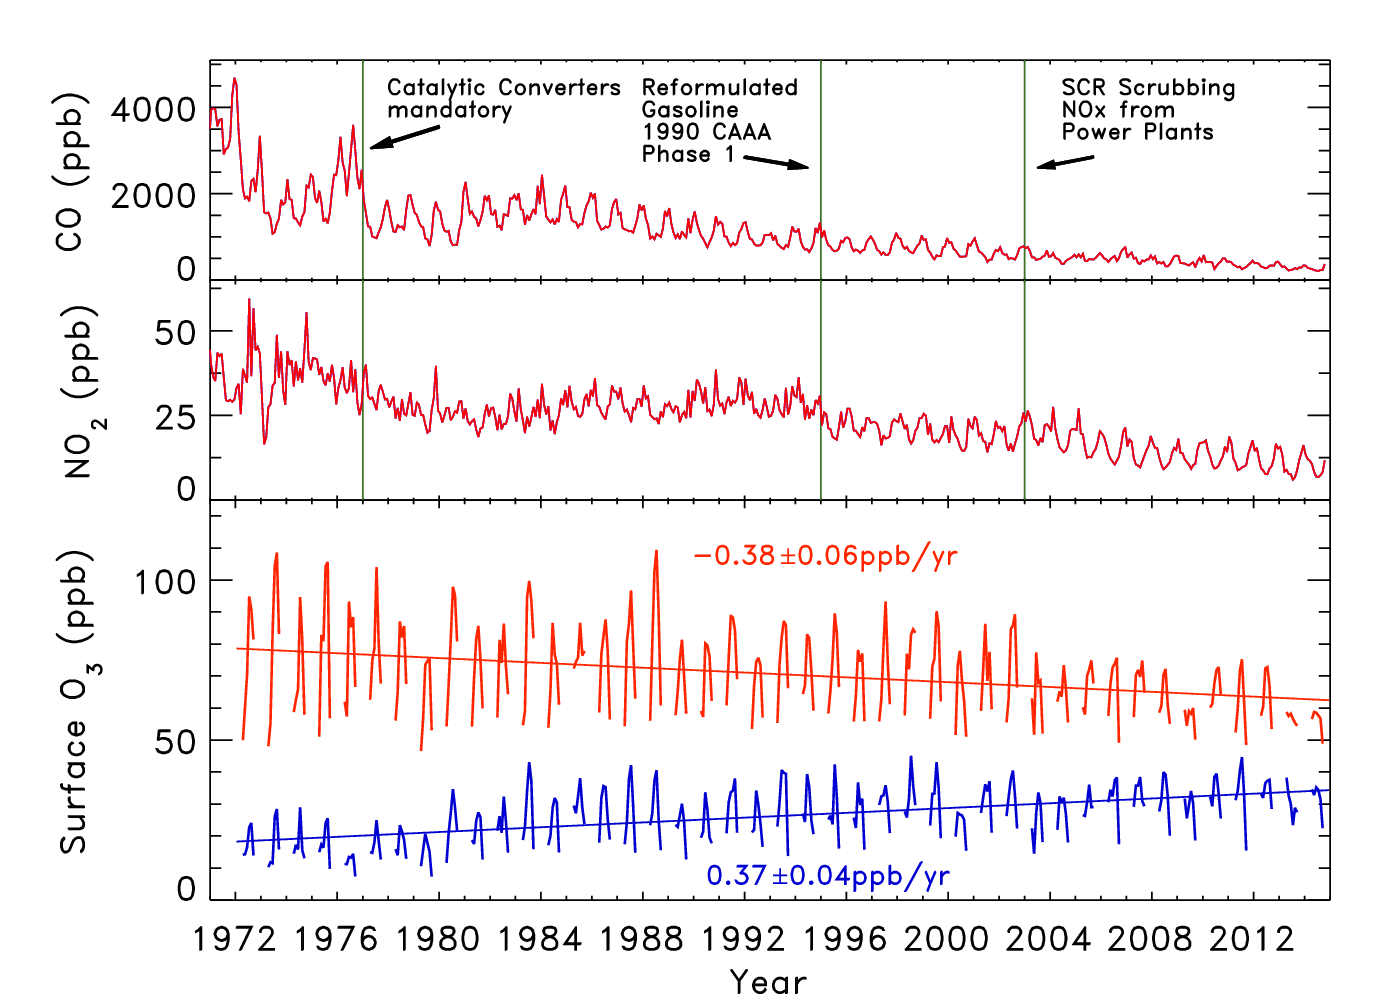 Catalytic Converters
mandatory
Reformulated
Gasoline
1990 CAAA
Phase 1
SCR Scrubbing
NOx from
Power Plants
CO (ppb)
4000
2000
0
NO2 (ppb)
50
25
0
Surface O3 (ppb)
100
50
0
−0.38±0.06ppb/yr
0.37±0.04ppb/yr
1972 1976 1980 1984 1988 1992 1996 2000 2004 2008 2012
Year